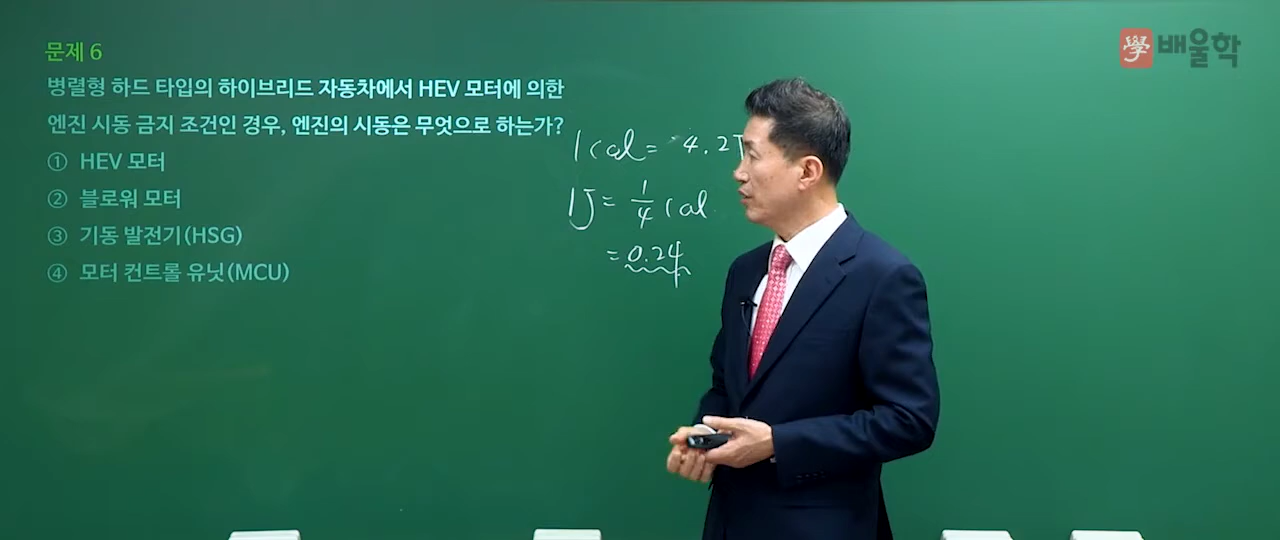 學 배울학
문제 6
병렬형 하드 타입의 하이브리드 자동차에서 HEV 모터에 의한
엔진 시동 금지 조건인 경우, 엔진의 시동은 무엇으로 하는가?
① HEV 모터
② 블로워 모터
③ 기동 발전기(HSG)
④ 모터 컨트롤 유닛(MCU)
1cal = 4.2J
1J = 1/4 cal
= 0.24